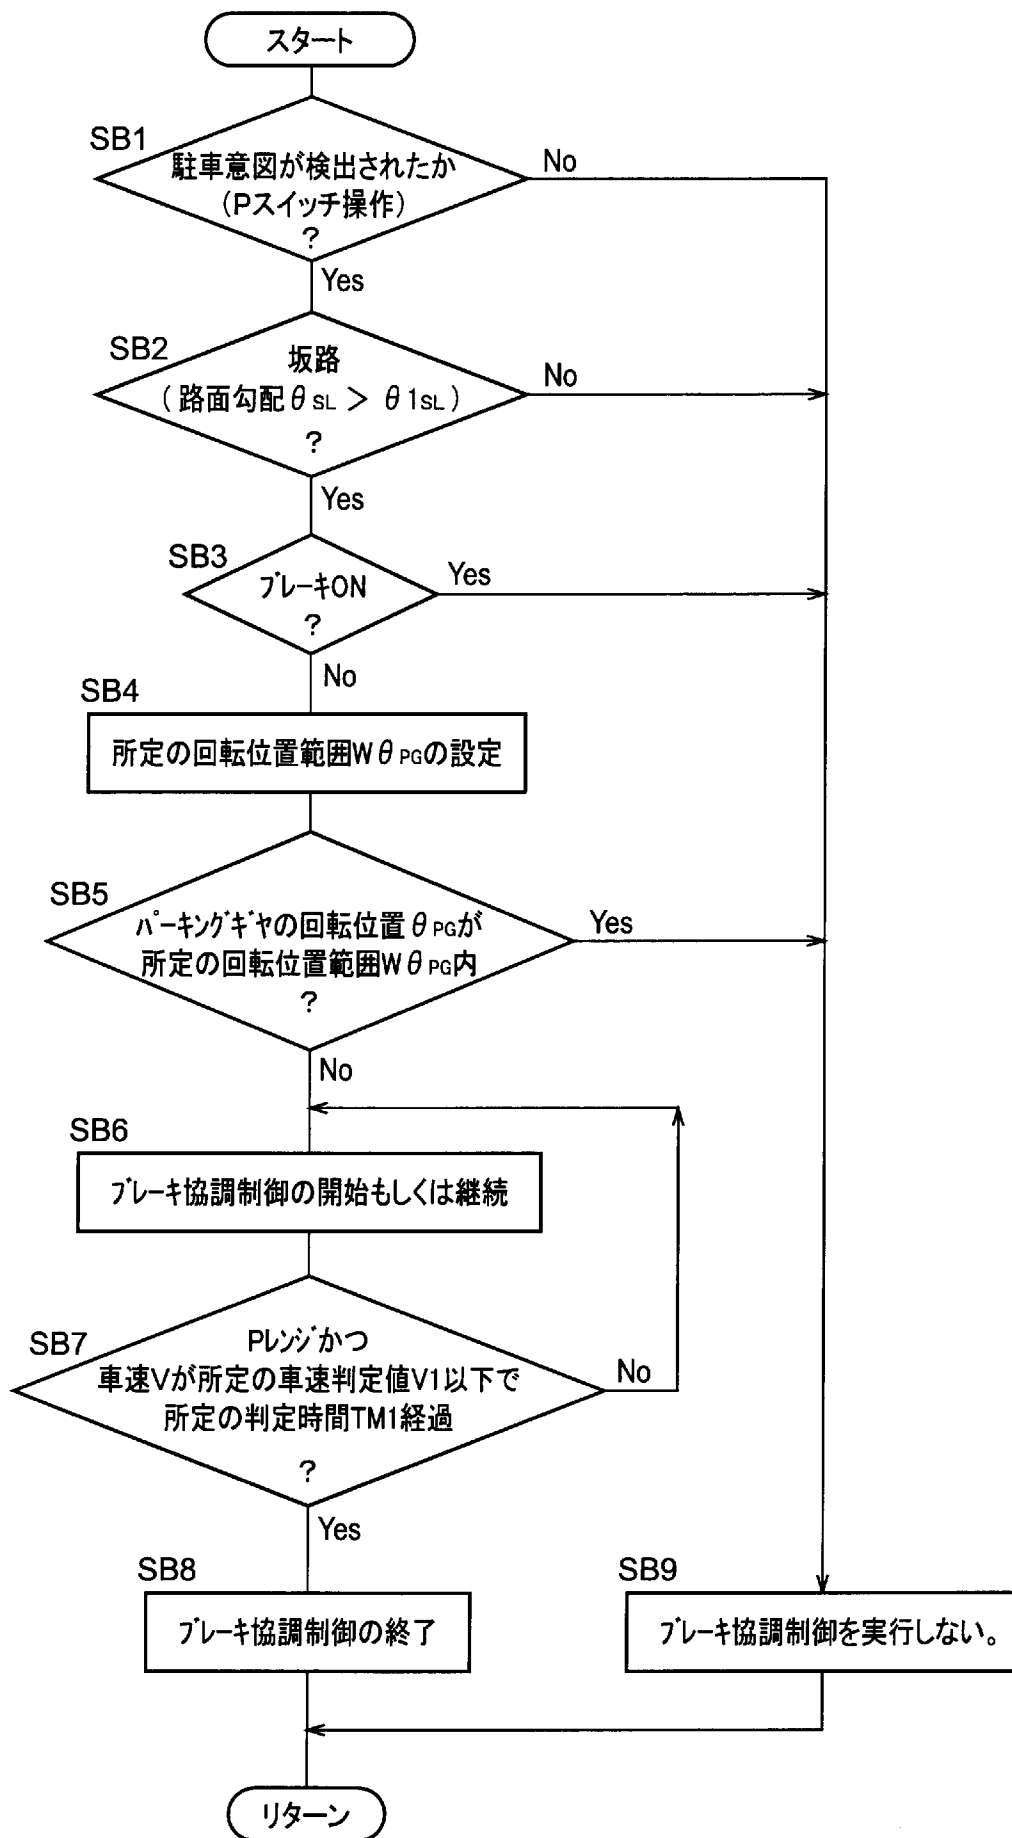 スタート
SB1
駐車意図が検出されたか
(Pスイッチ操作)
?
No
Yes
SB2
坂路
(路面勾配θSL > θ1SL)
?
No
Yes
SB3
ブレーキON
?
Yes
No
SB4
所定の回転位置範囲WθPGの設定
SB5
パーキングギヤの回転位置θPGが
所定の回転位置範囲WθPG内
?
Yes
No
SB6
ブレーキ協調制御の開始もしくは継続
SB7
Pレンジかつ
車速Vが所定の車速判定値V1以下で
所定の判定時間TM1経過
?
No
Yes
SB8
ブレーキ協調制御の終了
SB9
ブレーキ協調制御を実行しない。
リターン